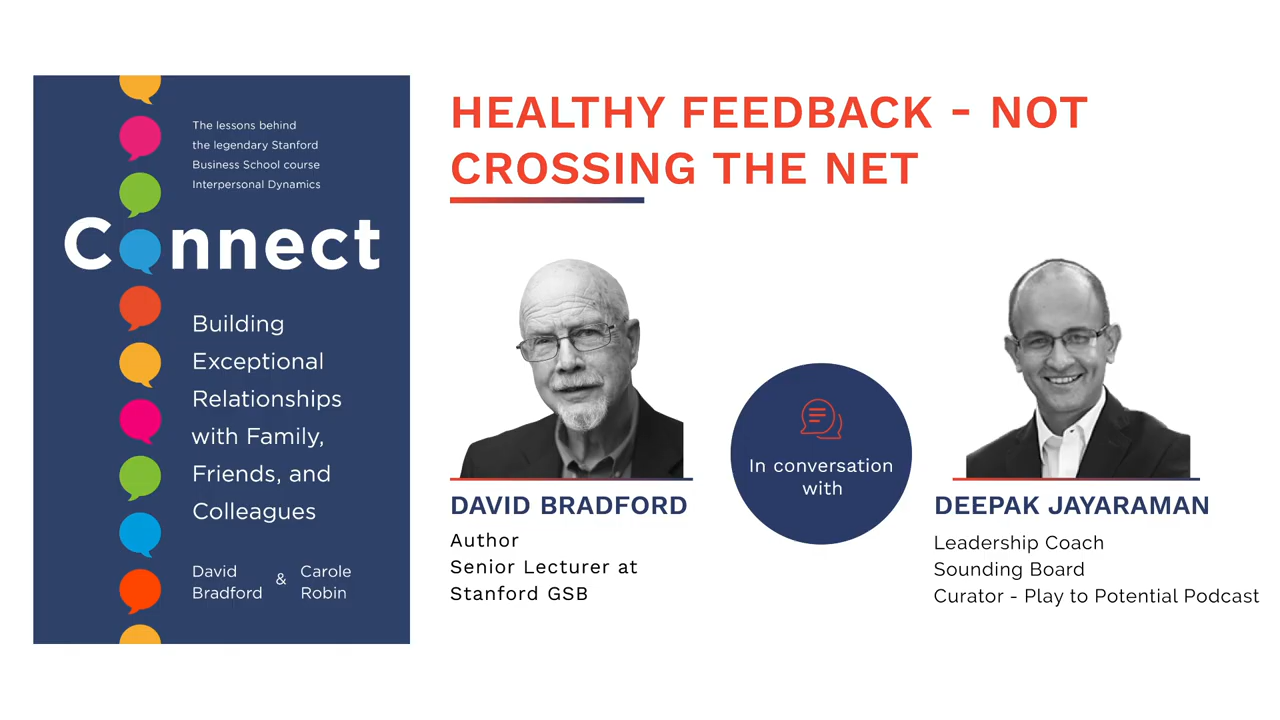 The lessons behind
the legendary Stanford
Business School course
Interpersonal Dynamics
Connect
Building
Exceptional
Relationships
with Family,
Friends, and
Colleagues
David
Bradford
&
Carole
Robin
HEALTHY FEEDBACK - NOT
CROSSING THE NET
DAVID BRADFORD
Author
Senior Lecturer at
Stanford GSB
In conversation
with
DEEPAK JAYARAMAN
Leadership Coach
Sounding Board
Curator - Play to Potential Podcast